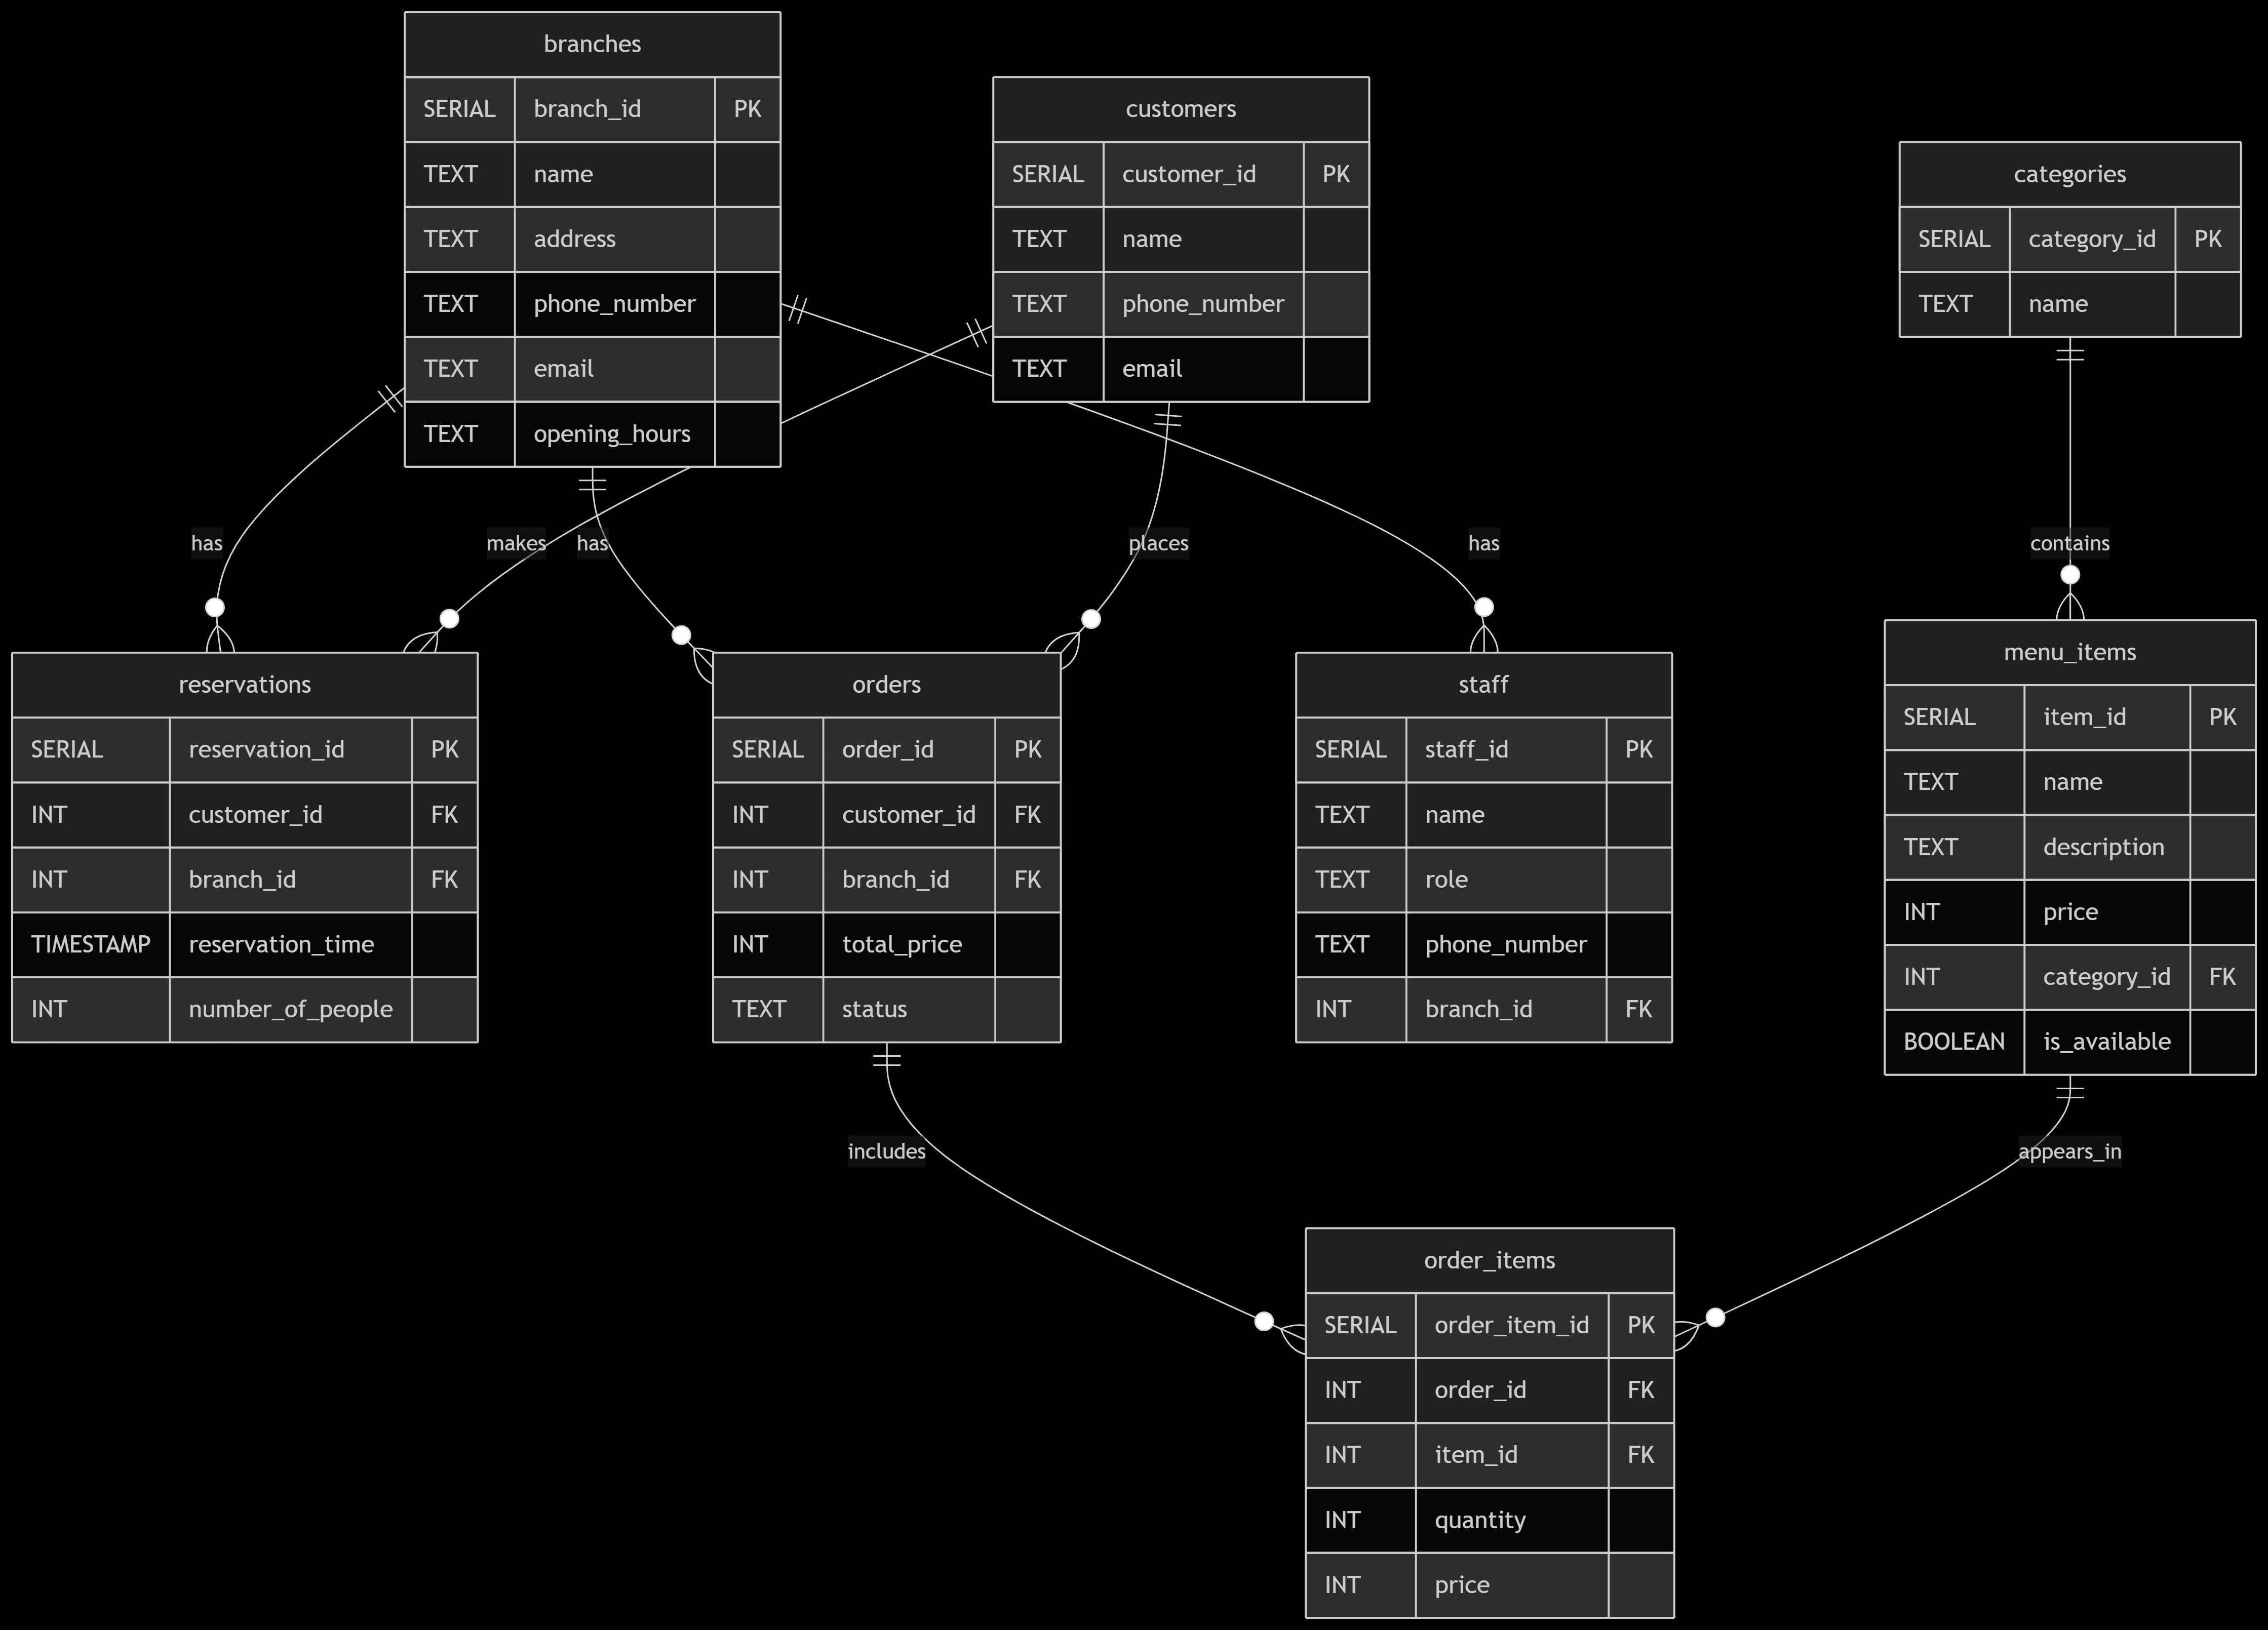 branches
SERIAL branch_id PK
TEXT name
TEXT address
TEXT phone_number
TEXT email
TEXT opening_hours
customers
SERIAL customer_id PK
TEXT name
TEXT phone_number
TEXT email
categories
SERIAL category_id PK
TEXT name
has
makes
has
places
has
contains
reservations
SERIAL reservation_id PK
INT customer_id FK
INT branch_id FK
TIMESTAMP reservation_time
INT number_of_people
orders
SERIAL order_id PK
INT customer_id FK
INT branch_id FK
INT total_price
TEXT status
staff
SERIAL staff_id PK
TEXT name
TEXT role
TEXT phone_number
INT branch_id FK
menu_items
SERIAL item_id PK
TEXT name
TEXT description
INT price
INT category_id FK
BOOLEAN is_available
includes
appears_in
order_items
SERIAL order_item_id PK
INT order_id FK
INT item_id FK
INT quantity
INT price